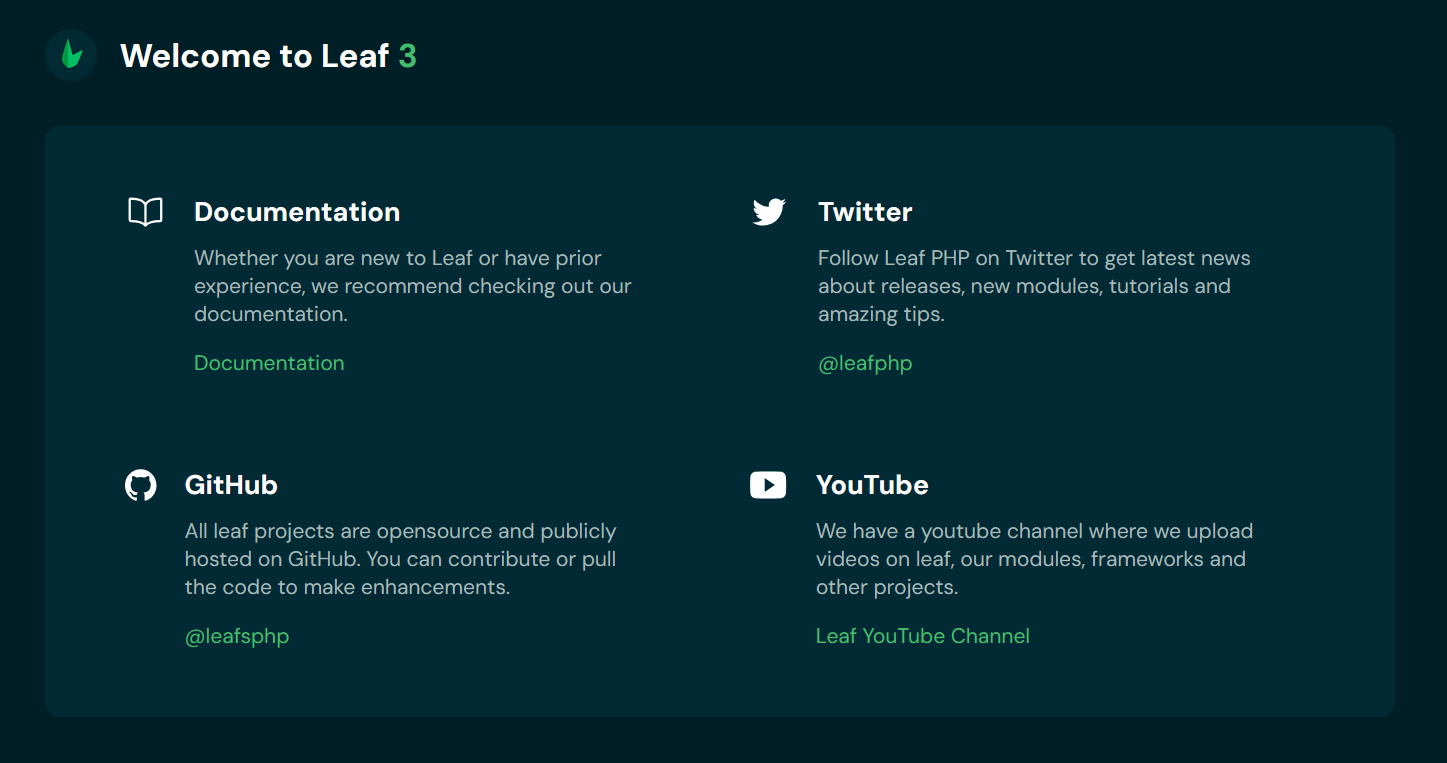 Welcome to Leaf 3
Documentation
Whether you are new to Leaf or have prior
experience, we recommend checking out our
documentation.
Documentation
Twitter
Follow Leaf PHP on Twitter to get latest news
about releases, new modules, tutorials and
amazing tips.
@leafphp
GitHub
All leaf projects are opensource and publicly
hosted on GitHub. You can contribute or pull
the code to make enhancements.
@leafsphp
YouTube
We have a youtube channel where we upload
videos on leaf, our modules, frameworks and
other projects.
Leaf YouTube Channel